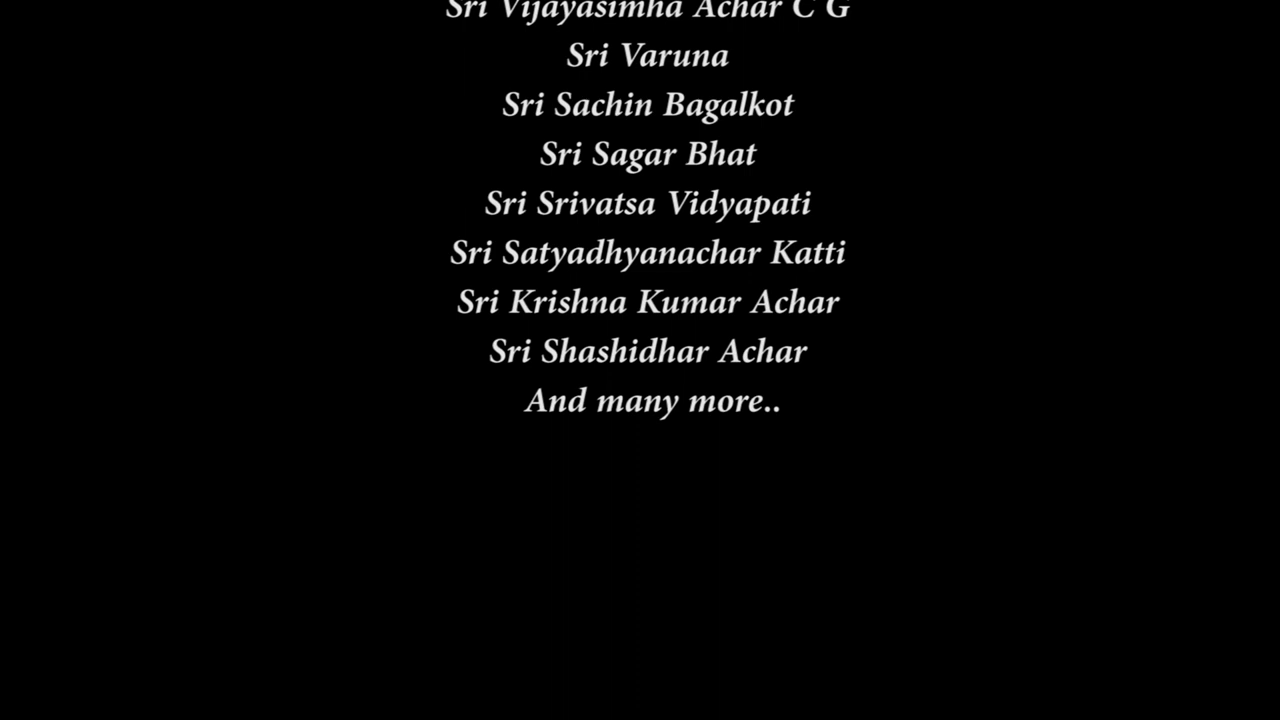 Sri Vijayasimha Achar C G
Sri Varuna
Sri Sachin Bagalkot
Sri Sagar Bhat
Sri Srivatsa Vidyapati
Sri Satyadhyanachar Katti
Sri Krishna Kumar Achar
Sri Shashidhar Achar
And many more..